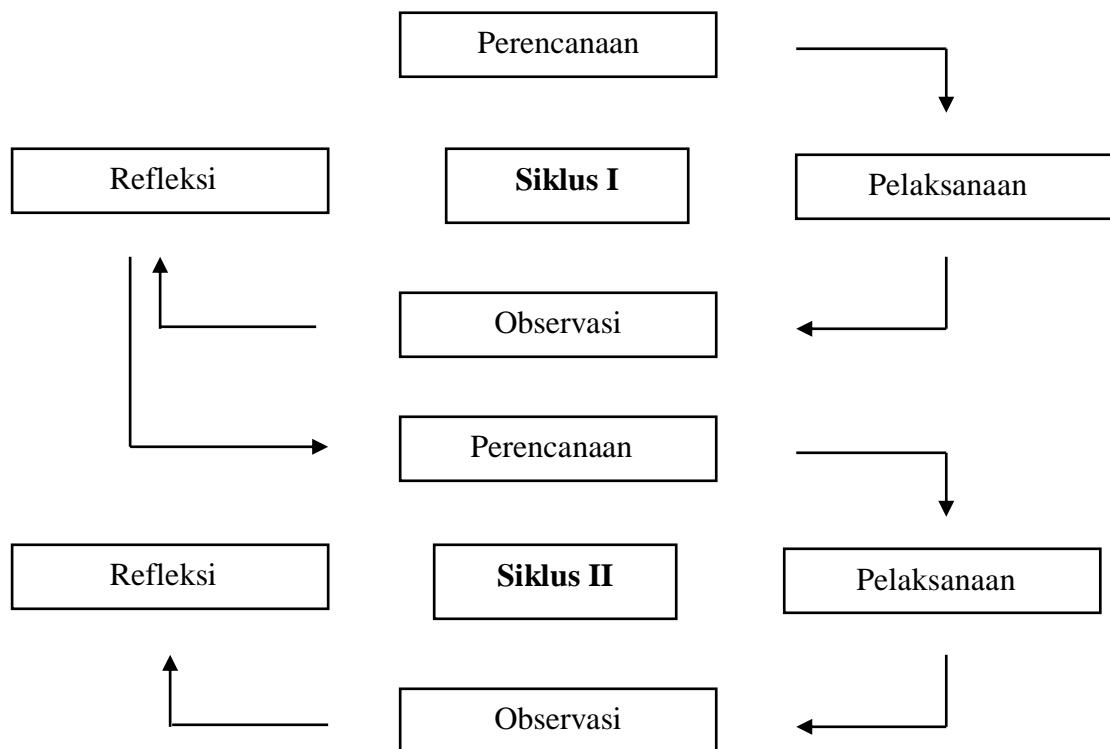 Perencanaan
Refleksi
Siklus I
Pelaksanaan
Observasi
Perencanaan
Refleksi
Siklus II
Pelaksanaan
Observasi